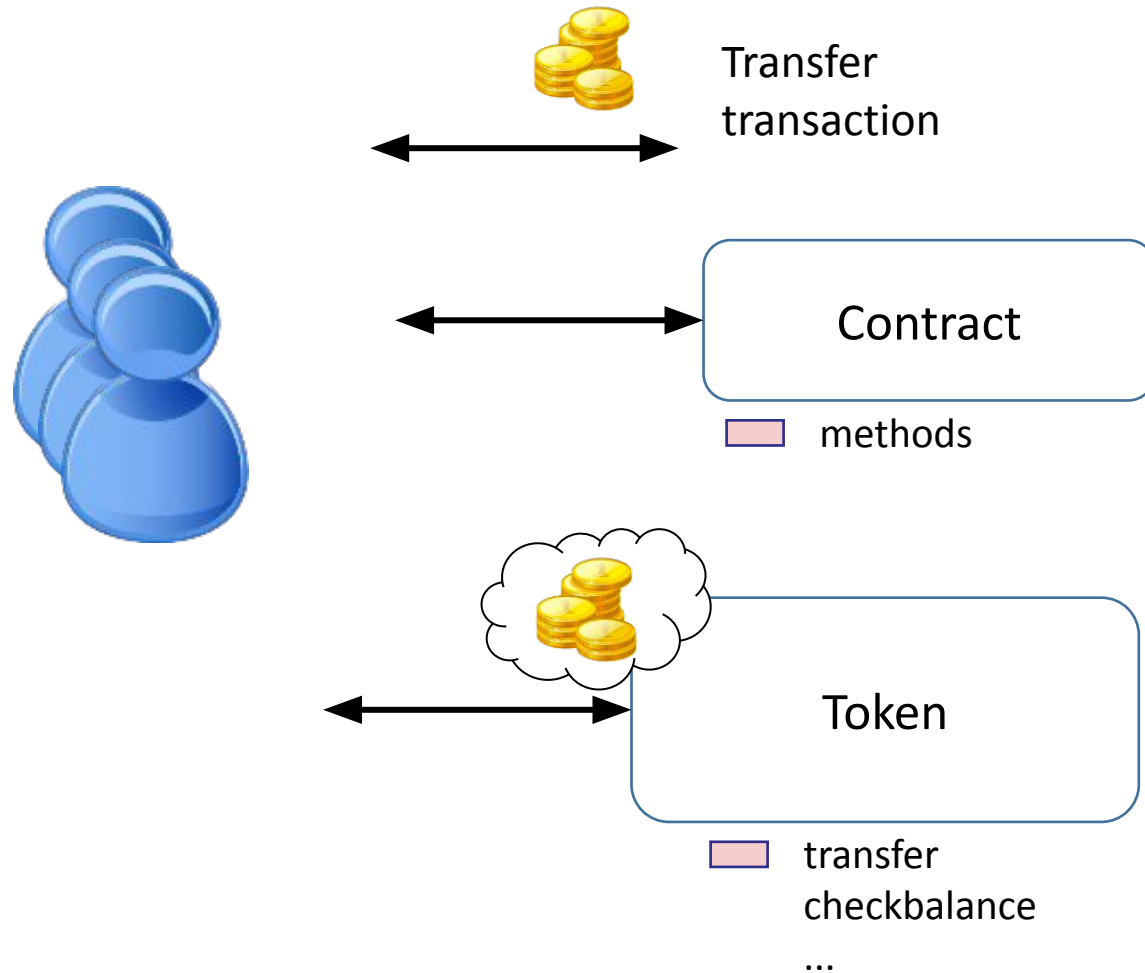 Transfer
transaction
Contract
methods
Token
transfer
checkbalance
...